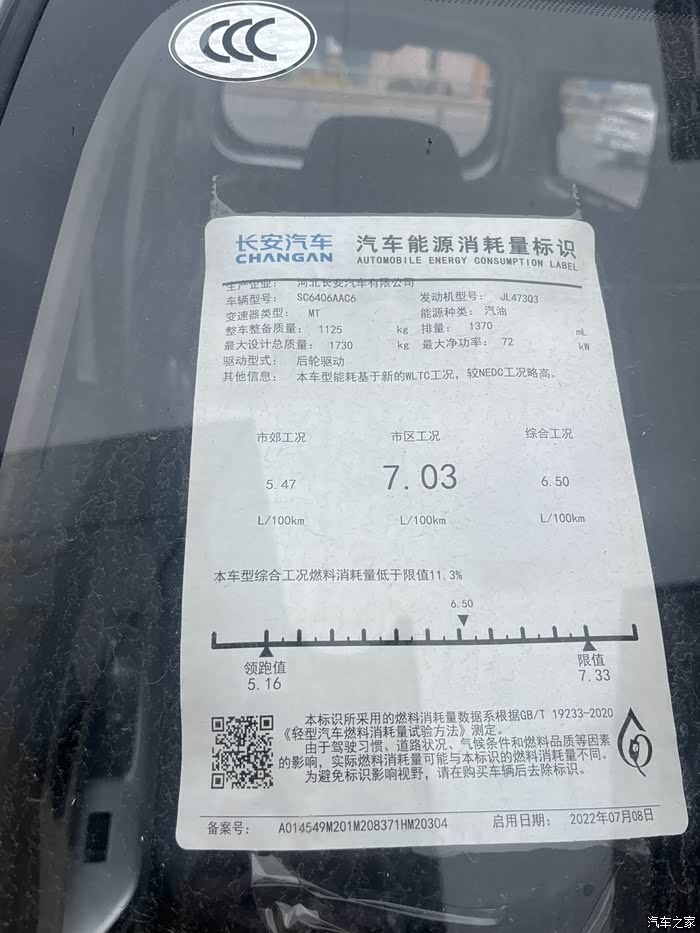 CCC
长安汽车 汽车能源消耗量标识
CHANGAN AUTOMOBILE ENERGY CONSUMPTION LABEL
生产企业: 河北长安汽车有限公司
车辆型号: SC6406AAC6 发动机型号: JL47303
变速器类型: MT 能源种类: 汽油
整车整备质量: 1125 kg 排量: 1370 mL
最大设计总质量: 1730 kg 最大净功率: 72 kW
驱动型式: 后轮驱动
其他信息: 本车型能耗基于新的WLTC工况，较NEDC工况略高。
市郊工况 市区工况 综合工况
5.47 7.03 6.50
L/100km L/100km L/100km
本车型综合工况燃料消耗量低于限值11.3%
6.50
领跑值 限值
5.16 7.33
本标识所采用的燃料消耗量数据系根据GB/T 19233-2020
《轻型汽车燃料消耗量试验方法》测定。
由于驾驶习惯、道路状况、气候条件和燃料品质等因素
的影响，实际燃料消耗量可能与本标识的燃料消耗量不同。
为避免标识影响视野，请在购买车辆后去除标识。
备案号: A014549M201M208371HM20304 启用日期: 2022年07月08日
汽车之家